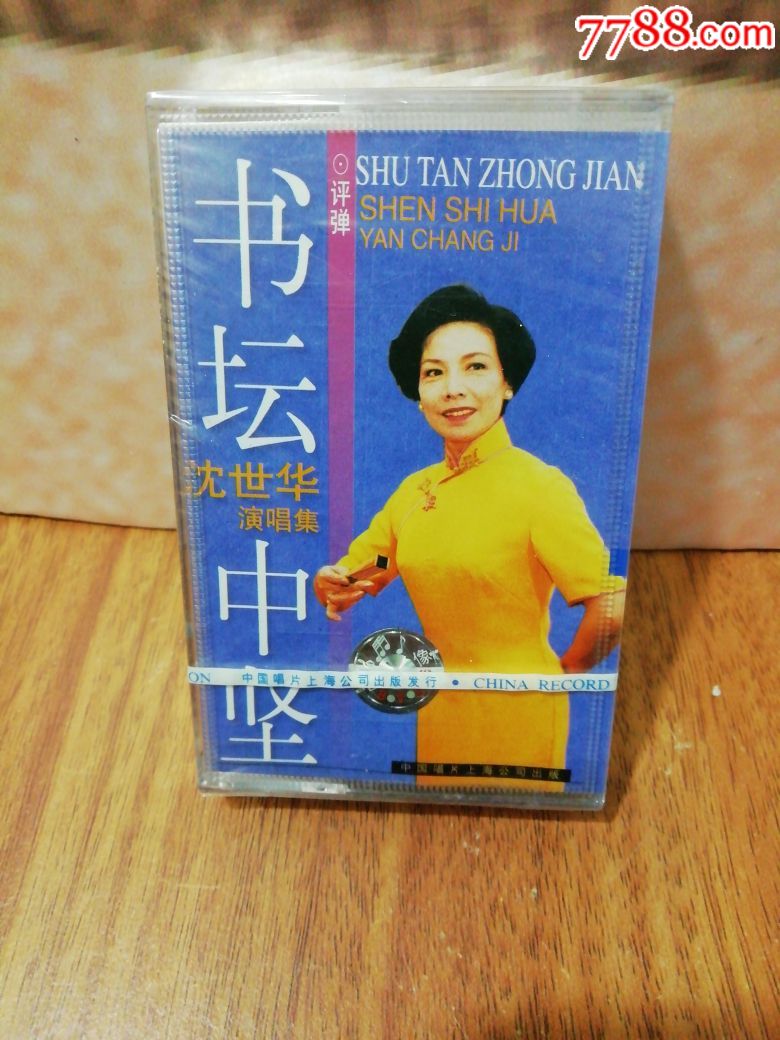 7788.com
书坛中坚
⊙评弹
SHU TAN ZHONG JIAN
SHEN SHI HUA
YAN CHANG JI
沈世华
演唱集
ON 中国唱片上海公司出版发行 • CHINA RECORD
像
中国唱片上海公司出版